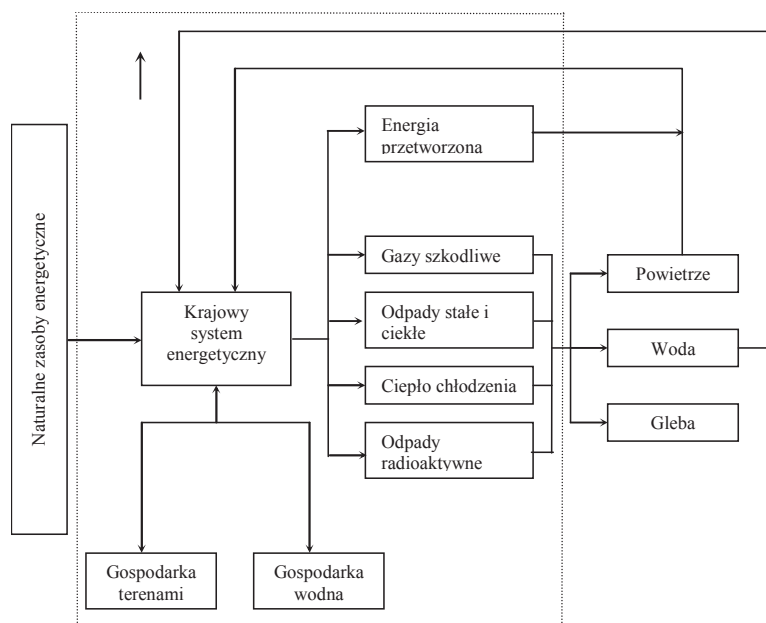 Naturalne zasoby energetyczne
Krajowy
system
energetyczny
Gospodarka
terenami
Gospodarka
wodna
Energia
przetworzona
Gazy szkodliwe
Odpady stałe i
ciekłe
Ciepło chłodzenia
Odpady
radioaktywne
Powietrze
Woda
Gleba